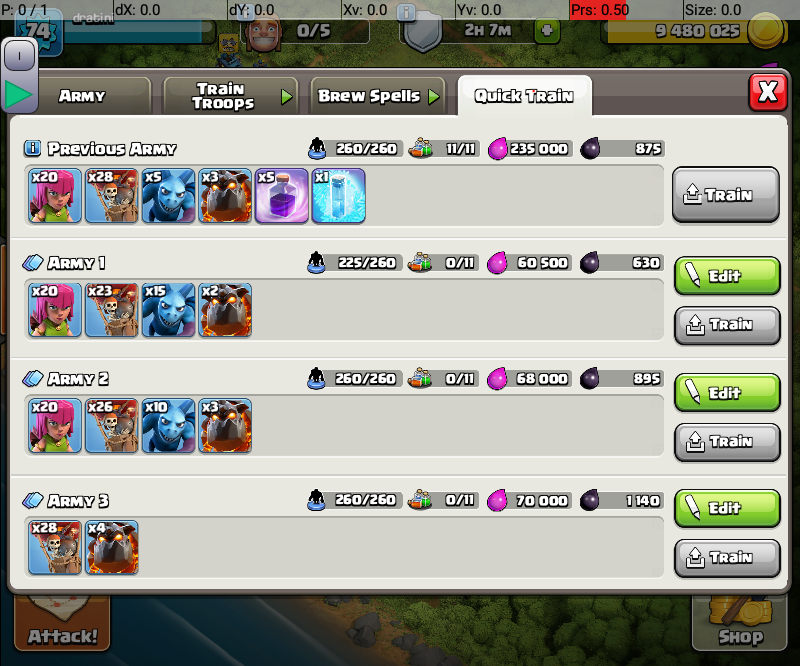 P: 0 / 1 dX: 0.0 dY: 0.0 Xv: 0.0 Yv: 0.0 Prs: 0.50 Size: 0.0
74 dratini 0/5 2H 7M 9 480 025
Army Train Troops Brew Spells Quick Train X
Previous Army 260/260 11/11 235 000 875
x20 x28 x5 x3 x5 x1 Train
Army 1 225/260 0/11 60 500 630
Edit
x20 x23 x15 x2
Train
Army 2 260/260 0/11 68 000 895
Edit
x20 x26 x10 x3
Train
Army 3 260/260 0/11 70 000 1 140
Edit
x28 x4
Train
Attack! Shop